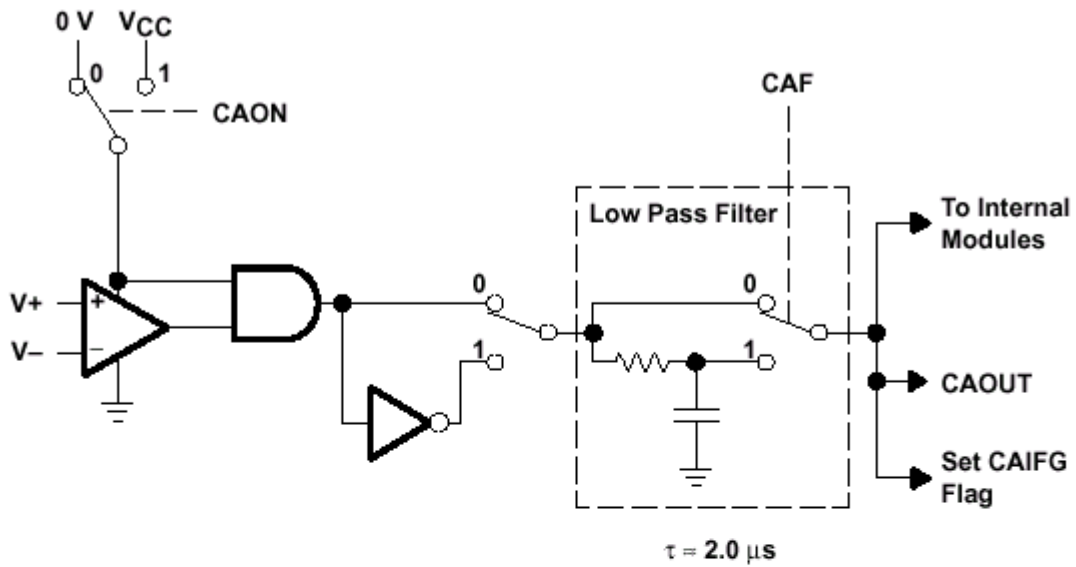 0 V
VCC
0
1
CAON
CAF
Low Pass Filter
To Internal
Modules
V+
+
V−
−
0
1
0
1
CAOUT
Set CAIFG
Flag
τ = 2.0 μs